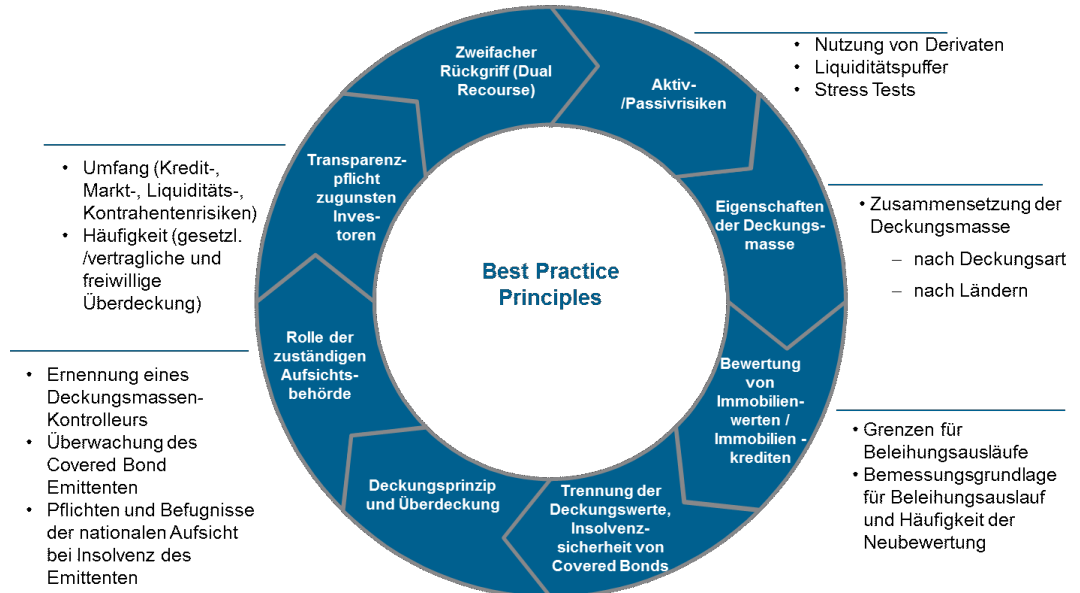 Zweifacher
Rückgriff (Dual
Recourse)
Aktiv-
/Passivrisiken
• Nutzung von Derivaten
• Liquiditätspuffer
• Stress Tests
Eigenschaften
der Deckungs-
masse
• Zusammensetzung der
Deckungsmasse
– nach Deckungsart
– nach Ländern
Bewertung
von
Immobilien-
werten /
Immobilien -
krediten
• Grenzen für
Beleihungsausläufe
• Bemessungsgrundlage
für Beleihungsauslauf
und Häufigkeit der
Neubewertung
Trennung der
Deckungswerte,
Insolvenz-
sicherheit von
Covered Bonds
Deckungsprinzip
und Überdeckung
Rolle der
zuständigen
Aufsichts-
behörde
• Ernennung eines
Deckungsmassen-
Kontrolleurs
• Überwachung des
Covered Bond
Emittenten
• Pflichten und Befugnisse
der nationalen Aufsicht
bei Insolvenz des
Emittenten
Transparenz-
pflicht
zugunsten
Inves-
toren
• Umfang (Kredit-,
Markt-, Liquiditäts-,
Kontrahentenrisiken)
• Häufigkeit (gesetzl.
/vertragliche und
freiwillige
Überdeckung)
Best Practice
Principles